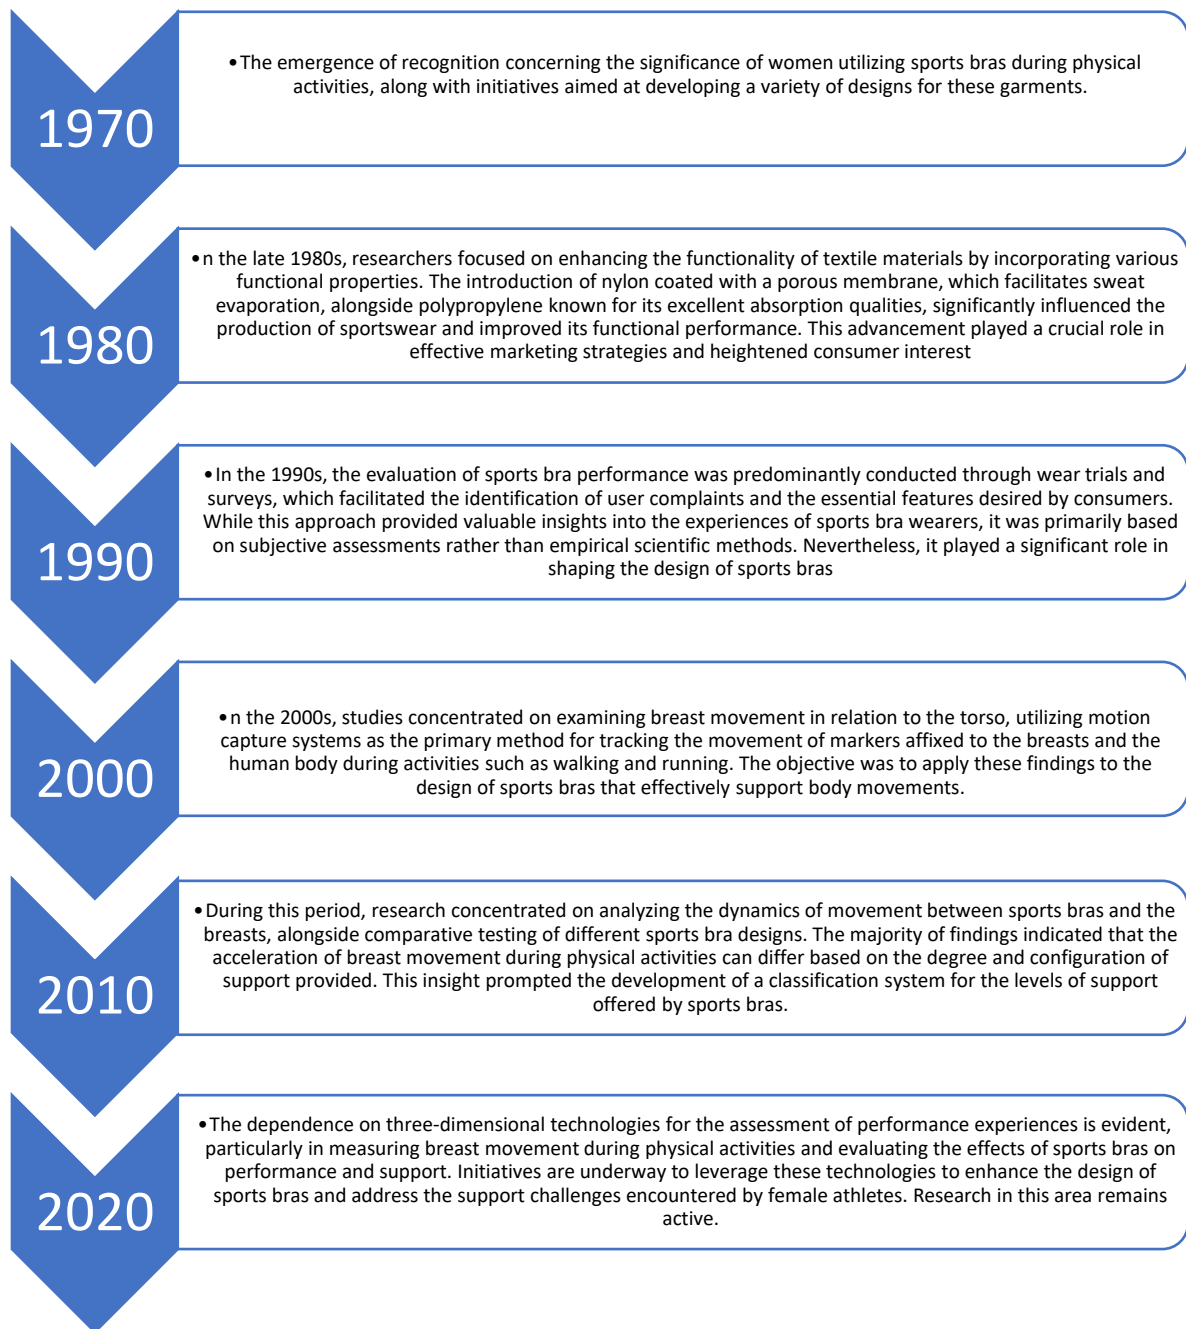 1970
•The emergence of recognition concerning the significance of women utilizing sports bras during physical
activities, along with initiatives aimed at developing a variety of designs for these garments.
1980
•n the late 1980s, researchers focused on enhancing the functionality of textile materials by incorporating various
functional properties. The introduction of nylon coated with a porous membrane, which facilitates sweat
evaporation, alongside polypropylene known for its excellent absorption qualities, significantly influenced the
production of sportswear and improved its functional performance. This advancement played a crucial role in
effective marketing strategies and heightened consumer interest
1990
•In the 1990s, the evaluation of sports bra performance was predominantly conducted through wear trials and
surveys, which facilitated the identification of user complaints and the essential features desired by consumers.
While this approach provided valuable insights into the experiences of sports bra wearers, it was primarily based
on subjective assessments rather than empirical scientific methods. Nevertheless, it played a significant role in
shaping the design of sports bras
2000
•n the 2000s, studies concentrated on examining breast movement in relation to the torso, utilizing motion
capture systems as the primary method for tracking the movement of markers affixed to the breasts and the
human body during activities such as walking and running. The objective was to apply these findings to the
design of sports bras that effectively support body movements.
2010
•During this period, research concentrated on analyzing the dynamics of movement between sports bras and the
breasts, alongside comparative testing of different sports bra designs. The majority of findings indicated that the
acceleration of breast movement during physical activities can differ based on the degree and configuration of
support provided. This insight prompted the development of a classification system for the levels of support
offered by sports bras.
2020
•The dependence on three-dimensional technologies for the assessment of performance experiences is evident,
particularly in measuring breast movement during physical activities and evaluating the effects of sports bras on
performance and support. Initiatives are underway to leverage these technologies to enhance the design of
sports bras and address the support challenges encountered by female athletes. Research in this area remains
active.